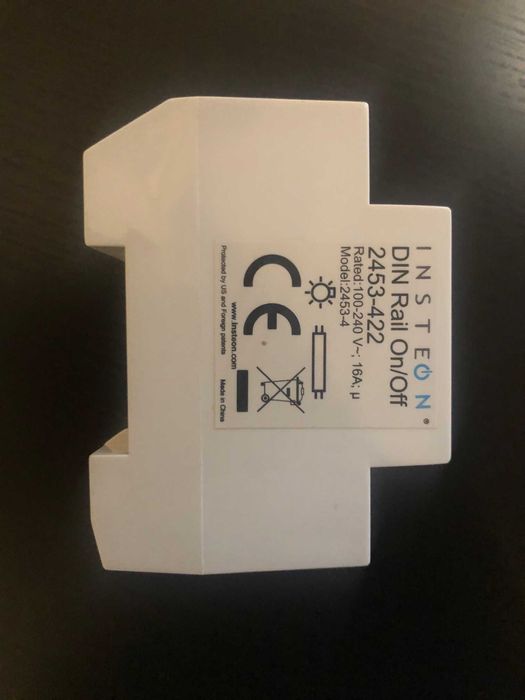 INSTEON®
DIN Rail On/Off
2453-422
Rated:100-240 V~; 16A; µ
Model:2453-4
CE
www.insteon.com
Protected by US and Foreign patents
Made in China